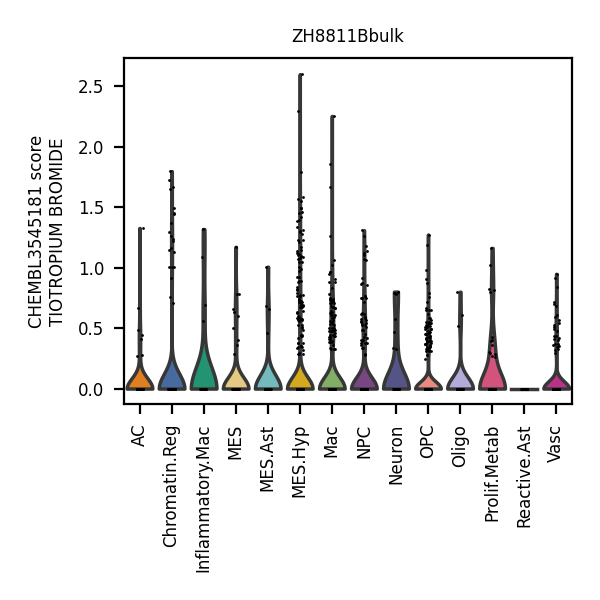 ZH8811Bbulk
CHEMBL3545181 score
TIOTROPIUM BROMIDE
2.5
2.0
1.5
1.0
0.5
0.0
AC
Chromatin.Reg
Inflammatory.Mac
MES
MES.Ast
MES.Hyp
Mac
NPC
Neuron
OPC
Oligo
Prolif.Metab
Reactive.Ast
Vasc